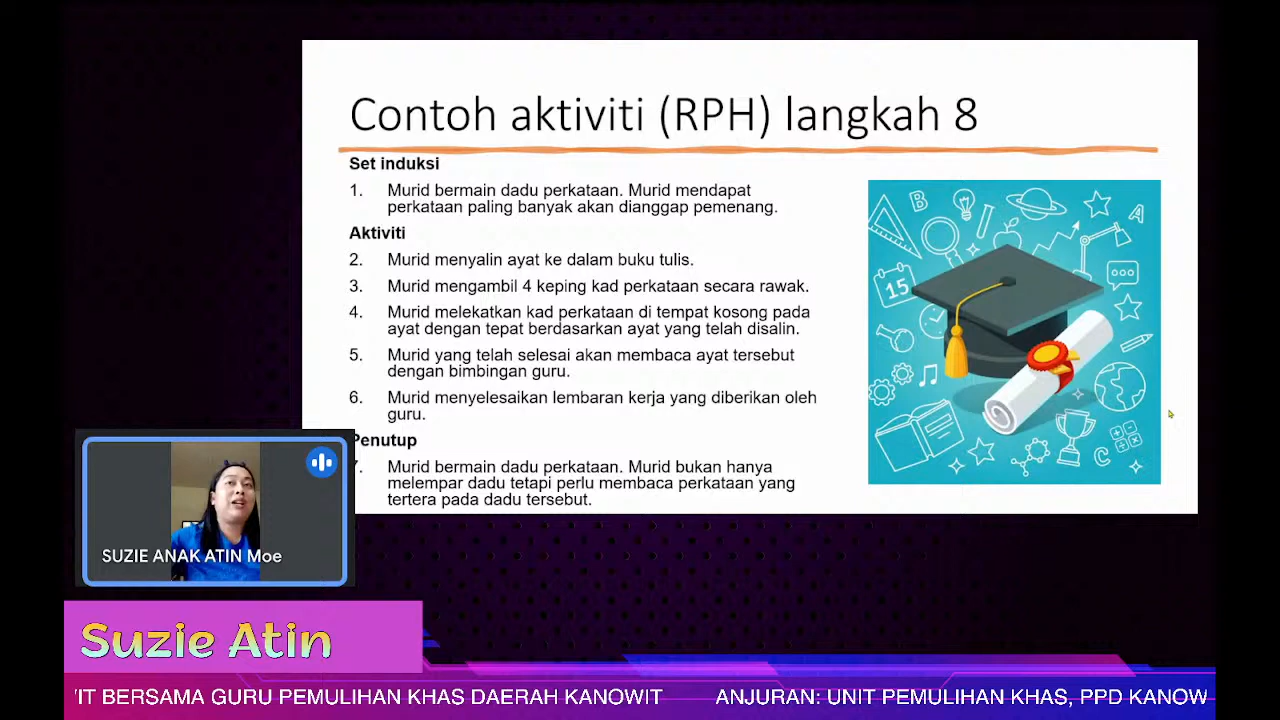 Contoh aktiviti (RPH) langkah 8
Set induksi
1. Murid bermain dadu perkataan. Murid mendapat
perkataan paling banyak akan dianggap pemenang.
Aktiviti
2. Murid menyalin ayat ke dalam buku tulis.
3. Murid mengambil 4 keping kad perkataan secara rawak.
4. Murid melekatkan kad perkataan di tempat kosong pada
ayat dengan tepat berdasarkan ayat yang telah disalin.
5. Murid yang telah selesai akan membaca ayat tersebut
dengan bimbingan guru.
6. Murid menyelesaikan lembaran kerja yang diberikan oleh
guru.
Penutup
7. Murid bermain dadu perkataan. Murid bukan hanya
melempar dadu tetapi perlu membaca perkataan yang
tertera pada dadu tersebut.
B
A
15
C
SUZIE ANAK ATIN Moe
Suzie Atin
BERSAMA GURU PEMULIHAN KHAS DAERAH KANOWIT ANJURAN: UNIT PEMULIHAN KHAS, PPD KANOW